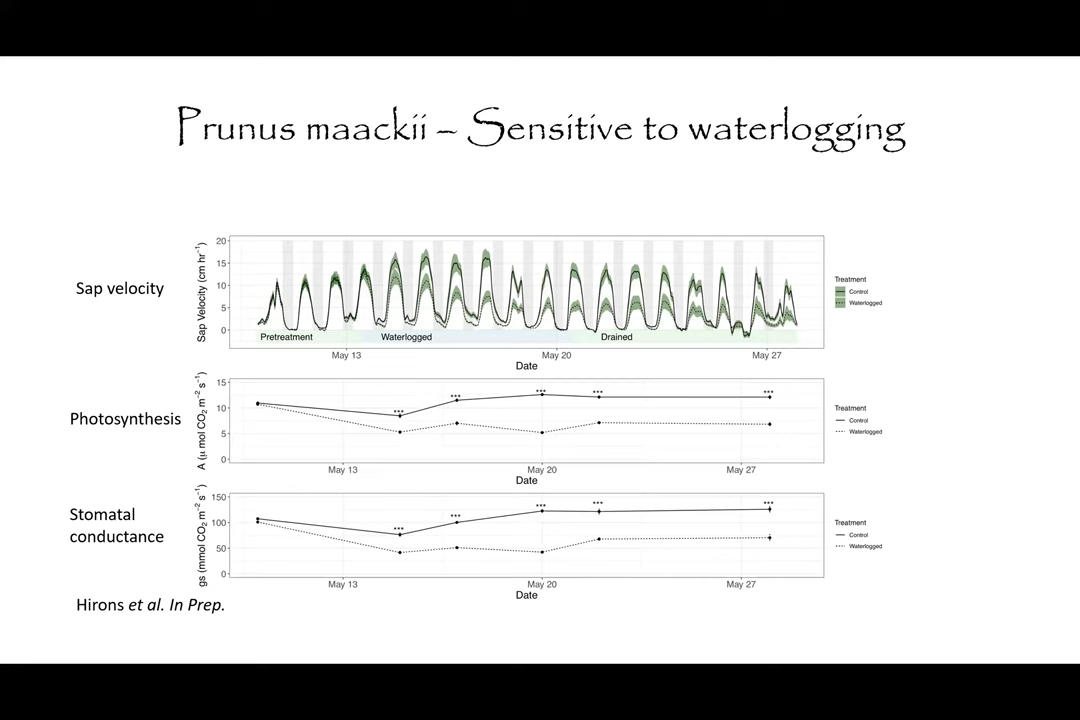 Prunus maackii – Sensitive to waterlogging
Sap velocity
Sap Velocity (cm hr⁻¹)
20
15
10
5
0
Pretreatment
Waterlogged
Drained
May 13
May 20
May 27
Date
Treatment
Control
Waterlogged
Photosynthesis
A (μ mol CO₂ m⁻² s⁻¹)
15
10
5
0
***
***
***
***
***
May 13
May 20
May 27
Date
Treatment
Control
Waterlogged
Stomatal
conductance
gs (mmol CO₂ m⁻² s⁻¹)
150
100
50
0
***
***
***
***
***
May 13
May 20
May 27
Date
Treatment
Control
Waterlogged
Hirons et al. In Prep.